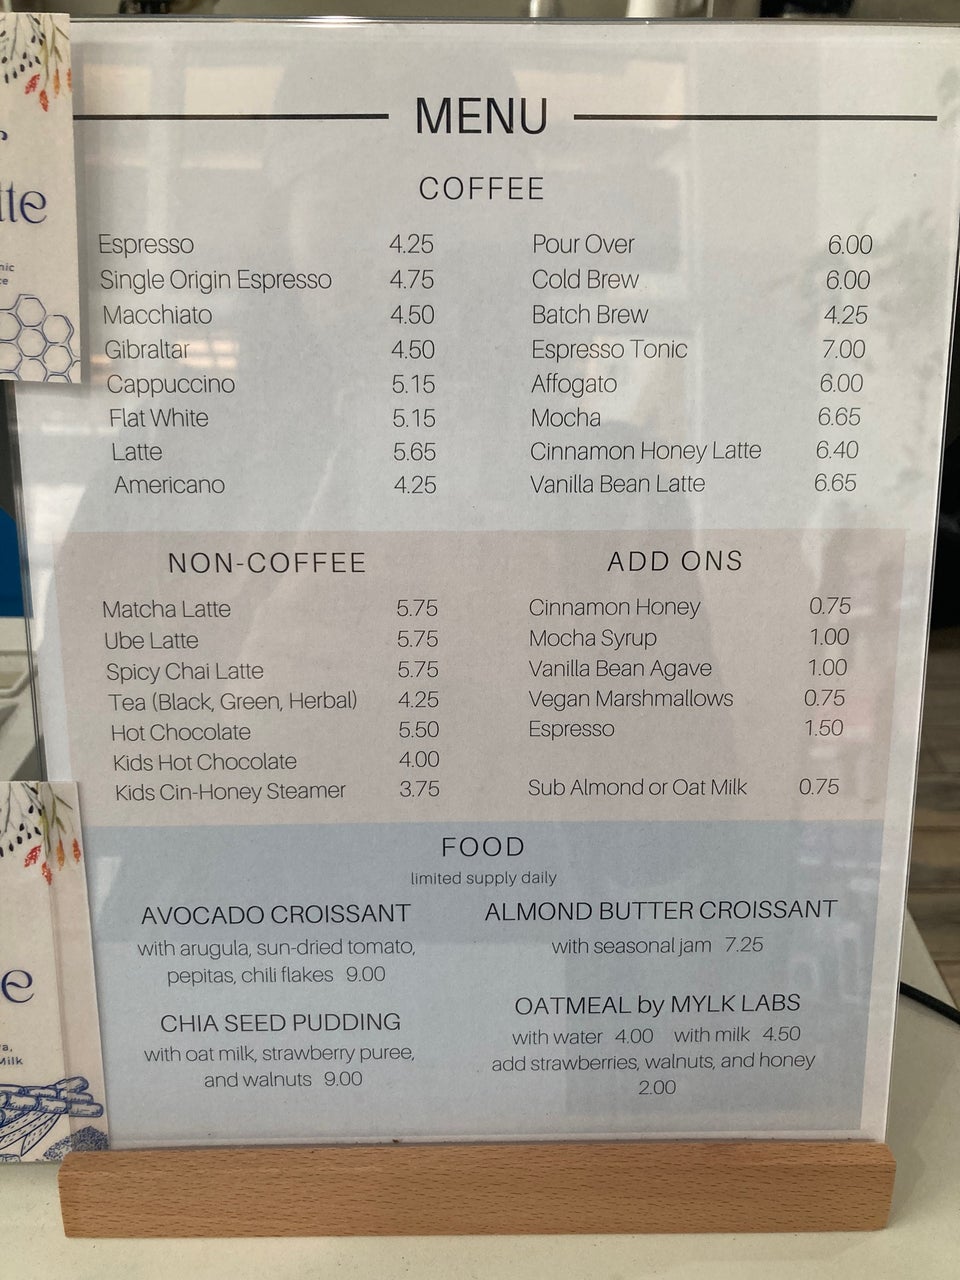 MENU
COFFEE
Espresso 4.25
Single Origin Espresso 4.75
Macchiato 4.50
Gibraltar 4.50
Cappuccino 5.15
Flat White 5.15
Latte 5.65
Americano 4.25
Pour Over 6.00
Cold Brew 6.00
Batch Brew 4.25
Espresso Tonic 7.00
Affogato 6.00
Mocha 6.65
Cinnamon Honey Latte 6.40
Vanilla Bean Latte 6.65
NON-COFFEE
Matcha Latte 5.75
Ube Latte 5.75
Spicy Chai Latte 5.75
Tea (Black, Green, Herbal) 4.25
Hot Chocolate 5.50
Kids Hot Chocolate 4.00
Kids Cin-Honey Steamer 3.75
ADD ONS
Cinnamon Honey 0.75
Mocha Syrup 1.00
Vanilla Bean Agave 1.00
Vegan Marshmallows 0.75
Espresso 1.50
Sub Almond or Oat Milk 0.75
FOOD
limited supply daily
AVOCADO CROISSANT
with arugula, sun-dried tomato,
pepitas, chili flakes 9.00
CHIA SEED PUDDING
with oat milk, strawberry puree,
and walnuts 9.00
ALMOND BUTTER CROISSANT
with seasonal jam 7.25
OATMEAL by MYLK LABS
with water 4.00 with milk 4.50
add strawberries, walnuts, and honey
2.00